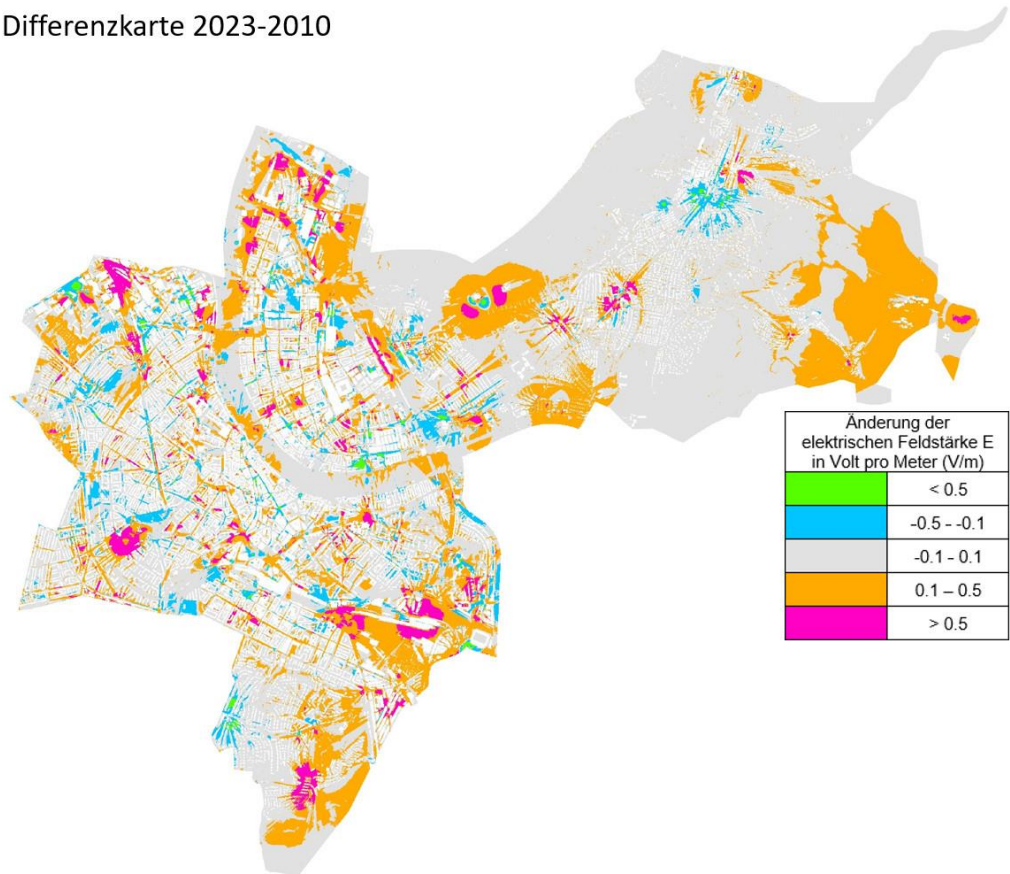 Differenzkarte 2023-2010
Änderung der
elektrischen Feldstärke E
in Volt pro Meter (V/m)
< 0.5
-0.5 - -0.1
-0.1 - 0.1
0.1 – 0.5
> 0.5